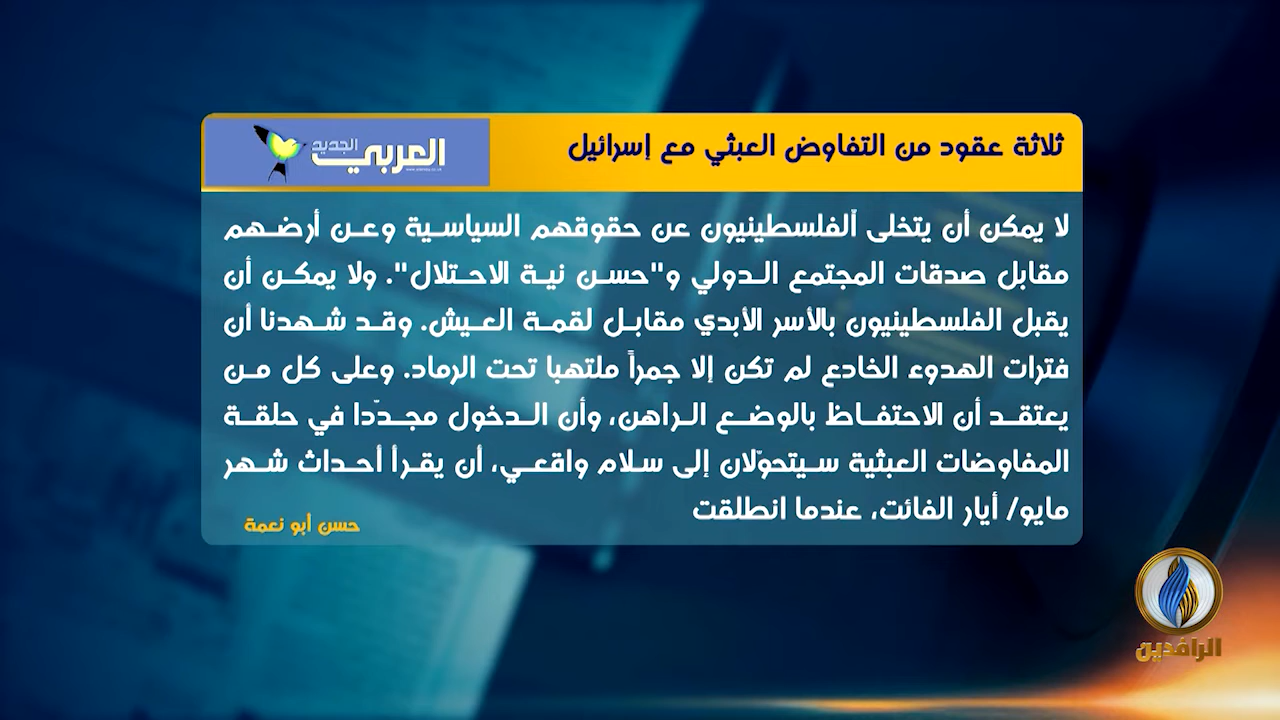 ثلاثة عقود من التفاوض العبثي مع إسرائيل
العربي الجديد
لا يمكن أن يتخلى الفلسطينيون عن حقوقهم السياسية وعن أرضهم
مقابل صدقات المجتمع الدولي و"حسن نية الاحتلال". ولا يمكن أن
يقبل الفلسطينيون بالأسر الأبدي مقابل لقمة العيش. وقد شهدنا أن
فترات الهدوء الخادع لم تكن إلا جمراً ملتهبا تحت الرماد. وعلى كل من
يعتقد أن الاحتفاظ بالوضع الراهن، وأن الدخول مجدّدا في حلقة
المفاوضات العبثية سيتحوّلان إلى سلام واقعي، أن يقرأ أحداث شهر
مايو/ أيار الفائت، عندما انطلقت
حسن أبو نعمة
الرافدين